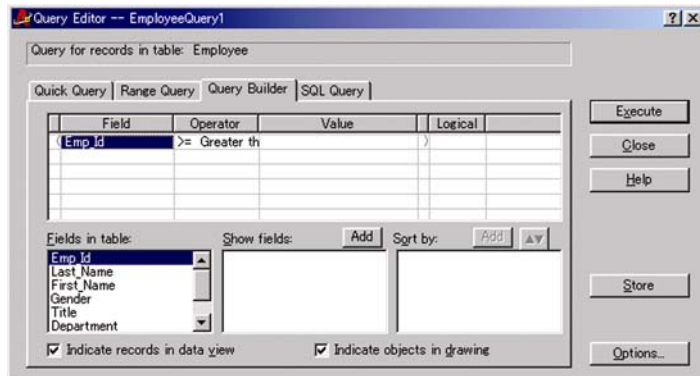 Query Editor -- EmployeeQuery1
Query for records in table: Employee
Quick Query Range Query Query Builder SQL Query
Field Operator Value Logical
( Emp_Id >= Greater th )
Fields in table: Show fields: Add Sort by: Add
Emp_Id
Last_Name
First_Name
Gender
Title
Department
Indicate records in data view Indicate objects in drawing
Execute
Close
Help
Store
Options...